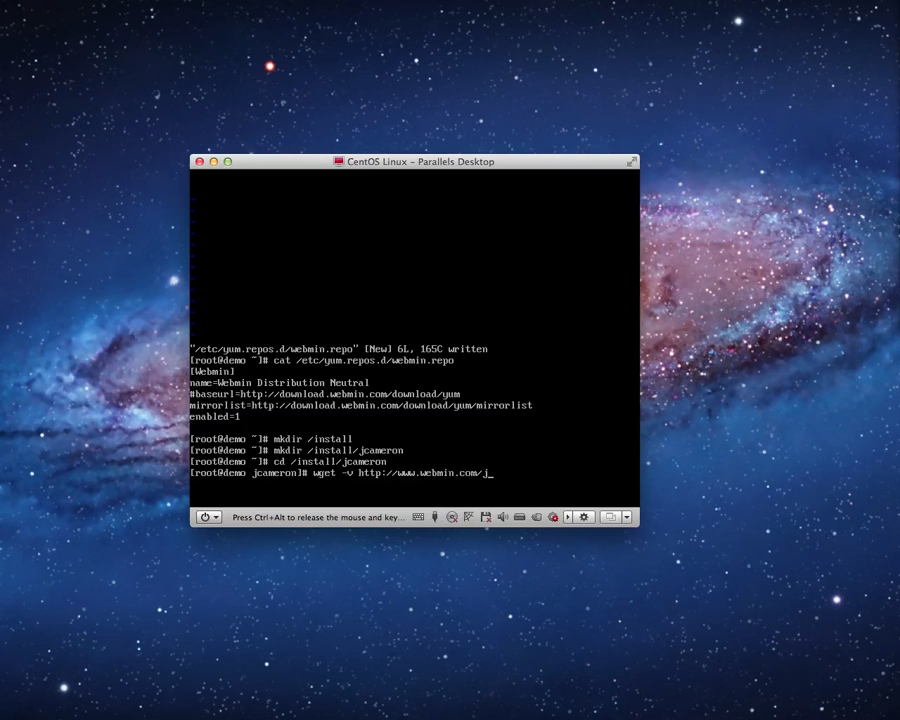 CentOS Linux - Parallels Desktop
"/etc/yum.repos.d/webmin.repo" [New] 6L, 165C written
[root@demo ~]# cat /etc/yum.repos.d/webmin.repo
[Webmin]
name=Webmin Distribution Neutral
#baseurl=http://download.webmin.com/download/yum
mirrorlist=http://download.webmin.com/download/yum/mirrorlist
enabled=1
[root@demo ~]# mkdir /install
[root@demo ~]# mkdir /install/jcameron
[root@demo ~]# cd /install/jcameron
[root@demo jcameron]# wget -v http://www.webmin.com/j_
Press Ctrl+Alt to release the mouse and key...